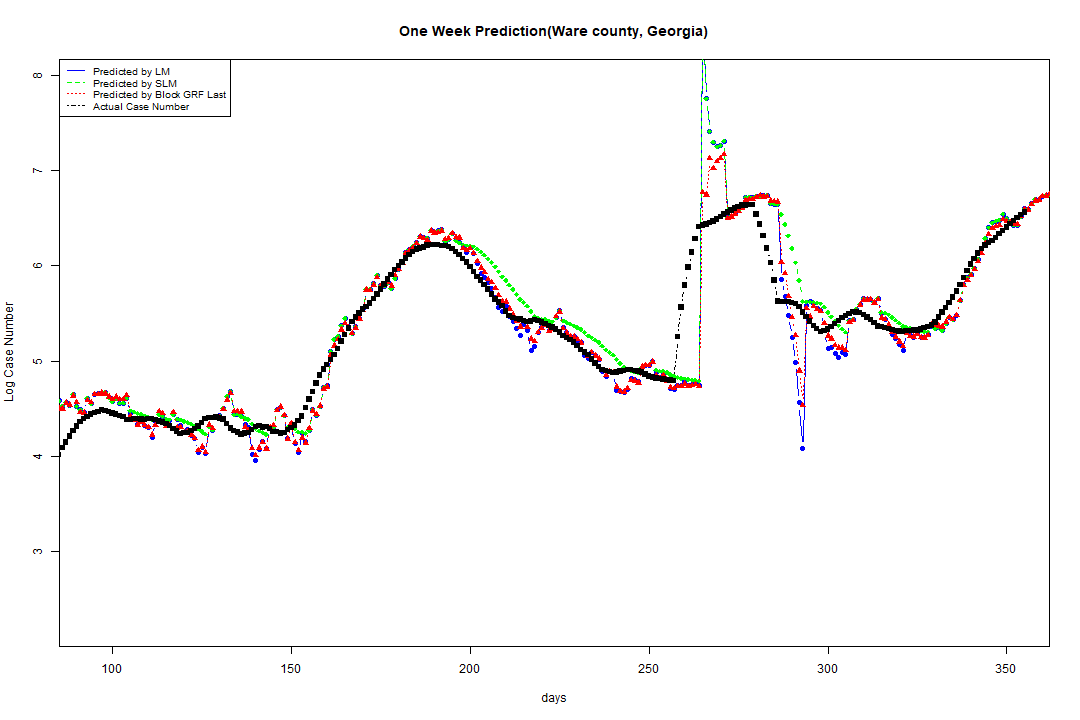 One Week Prediction(Ware county, Georgia)
Predicted by LM
Predicted by SLM
Predicted by Block GRF Last
Actual Case Number
8
7
6
5
4
3
Log Case Number
100 150 200 250 300 350
days